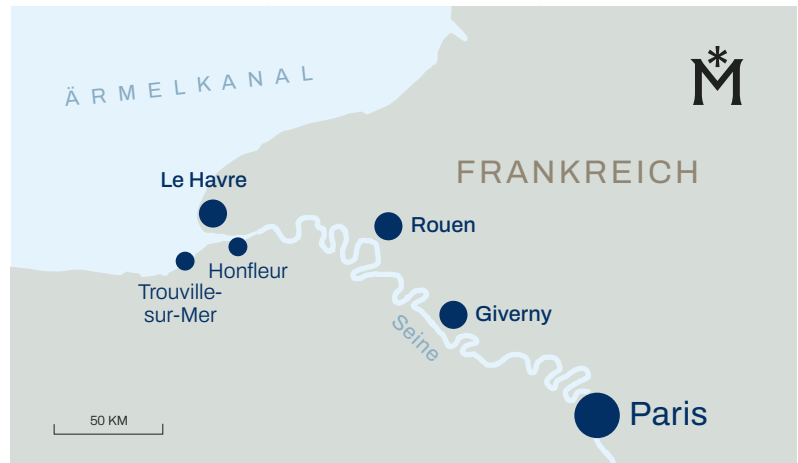 ÄRMELKANAL
M
FRANKREICH
Le Havre
Rouen
Honfleur
Trouville-
sur-Mer
Giverny
Seine
Paris
50 KM